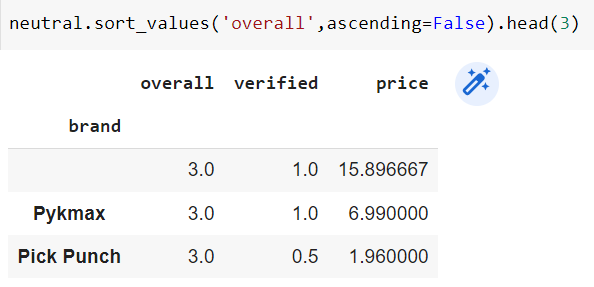 neutral.sort_values('overall',ascending=False).head(3)
overall verified price
brand
3.0 1.0 15.896667
Pykmax 3.0 1.0 6.990000
Pick Punch 3.0 0.5 1.960000